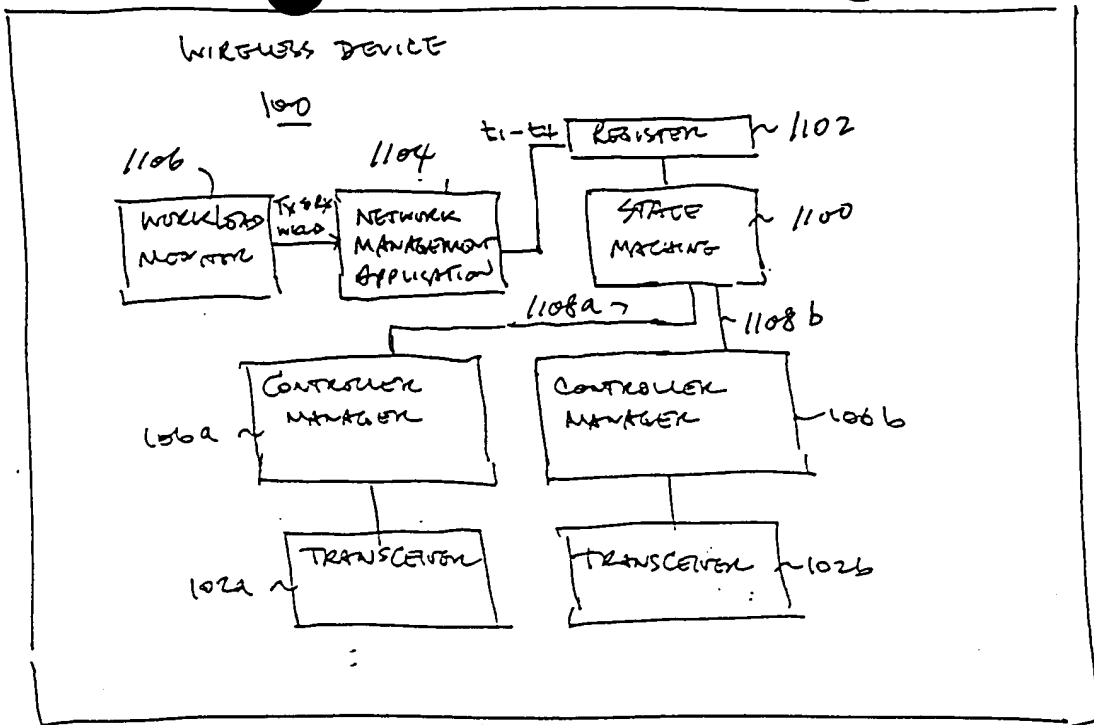 WIRELESS DEVICE
100
1106
1104
t1-t4
REGISTER
1102
WORKLOAD
MONITOR
Tx & Rx
WKLD
NETWORK
MANAGEMENT
APPLICATION
STATE
MACHINE
1100
1108a
1108b
CONTROLLER
MANAGER
CONTROLLER
MANAGER
106a
106b
TRANSCEIVER
TRANSCEIVER
102a
102b